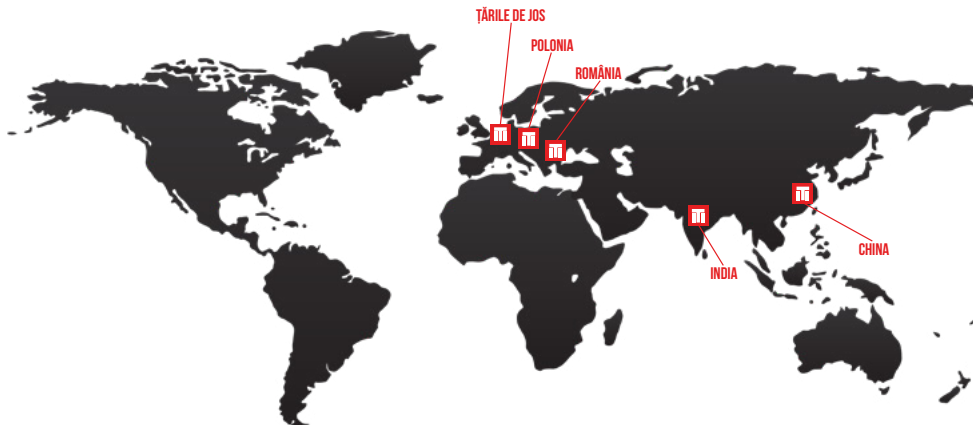 ȚĂRILE DE JOS
POLONIA
ROMÂNIA
CHINA
INDIA